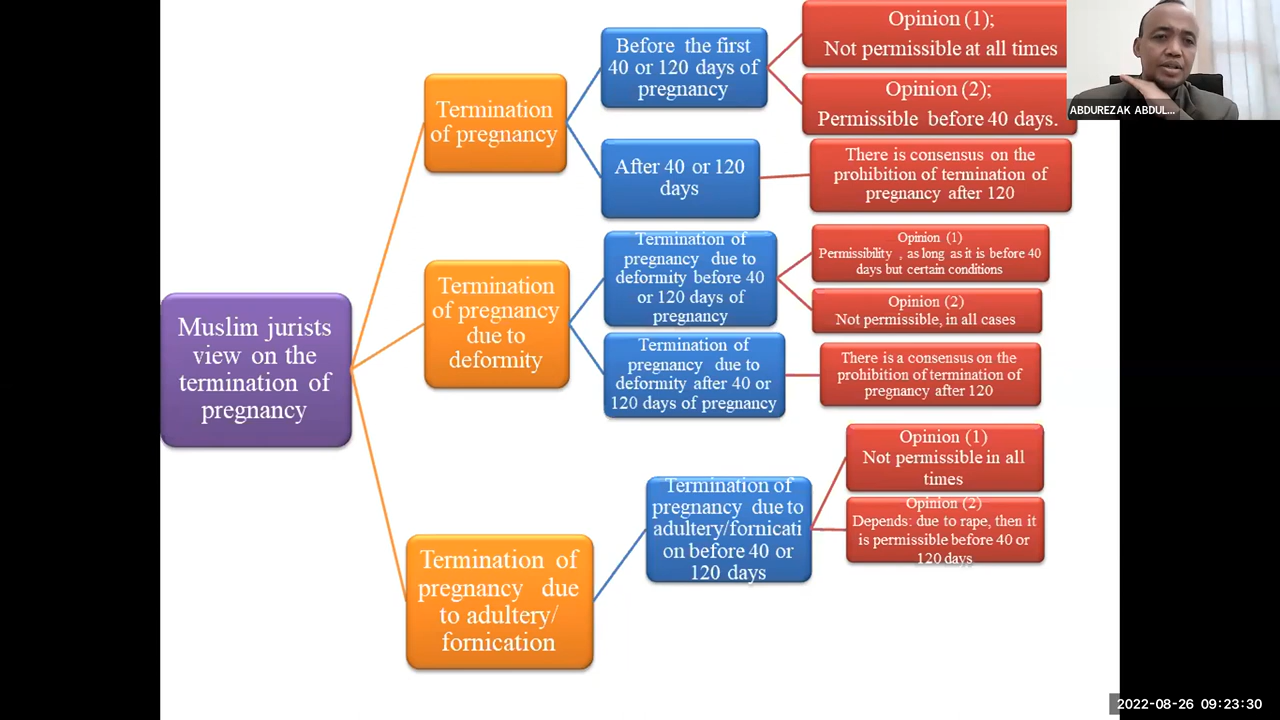 Muslim jurists
view on the
termination of
pregnancy
Termination
of pregnancy
Before the first
40 or 120 days of
pregnancy
Opinion (1);
Not permissible at all times
Opinion (2);
Permissible before 40 days.
After 40 or 120
days
There is consensus on the
prohibition of termination of
pregnancy after 120
Termination
of pregnancy
due to
deformity
Termination of
pregnancy due to
deformity before 40
or 120 days of
pregnancy
Opinion (1)
Permissibility , as long as it is before 40
days but certain conditions
Opinion (2)
Not permissible, in all cases
Termination of
pregnancy due to
deformity after 40 or
120 days of pregnancy
There is a consensus on the
prohibition of termination of
pregnancy after 120
Termination of
pregnancy due
to adultery/
fornication
Termination of
pregnancy due to
adultery/fornicati
on before 40 or
120 days
Opinion (1)
Not permissible in all
times
Opinion (2)
Depends: due to rape, then it
is permissible before 40 or
120 days
ABDUREZAK ABDUL...
2022-08-26 09:23:30